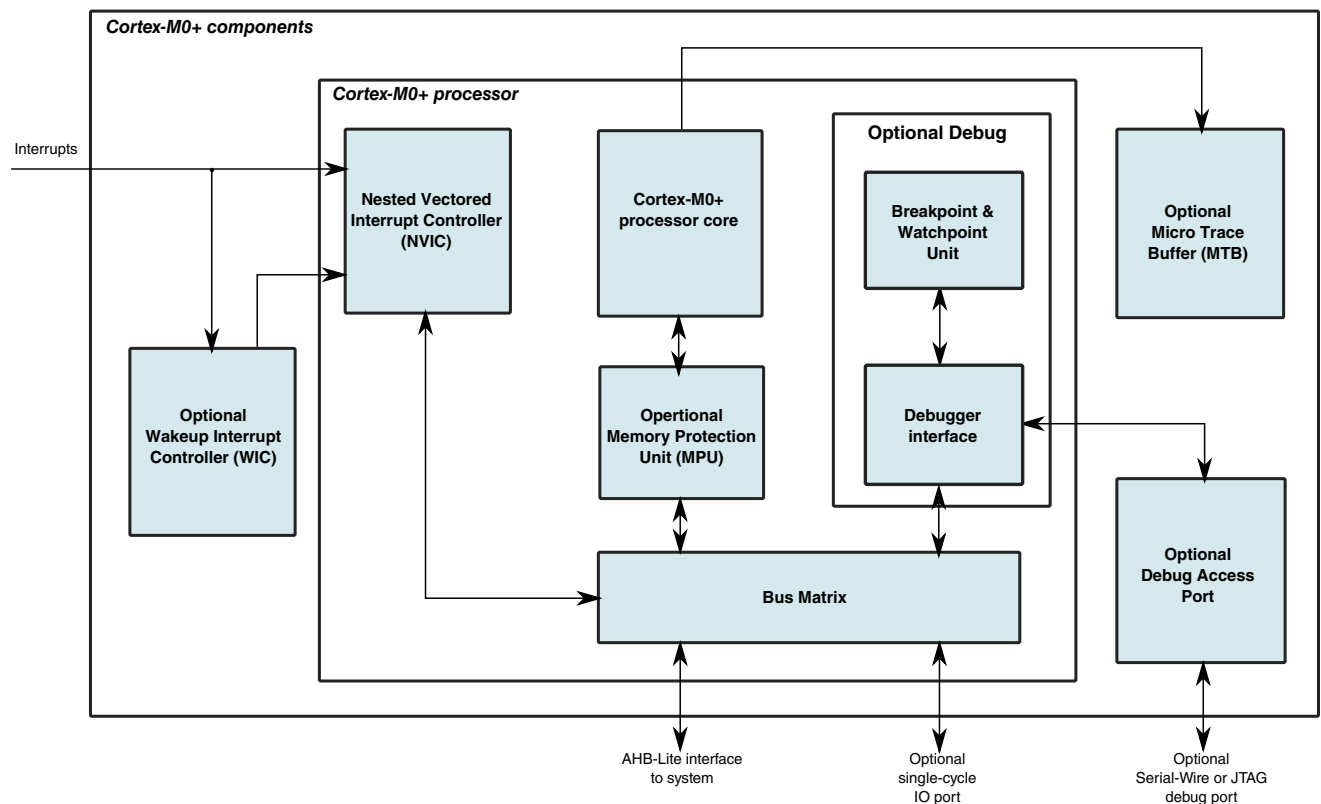 Cortex-M0+ components
Cortex-M0+ processor
Interrupts
Nested Vectored
Interrupt Controller
(NVIC)
Cortex-M0+
processor core
Optional Debug
Breakpoint &
Watchpoint
Unit
Optional
Micro Trace
Buffer (MTB)
Optional
Wakeup Interrupt
Controller (WIC)
Opertional
Memory Protection
Unit (MPU)
Debugger
interface
Optional
Debug Access
Port
Bus Matrix
AHB-Lite interface
to system
Optional
single-cycle
IO port
Optional
Serial-Wire or JTAG
debug port